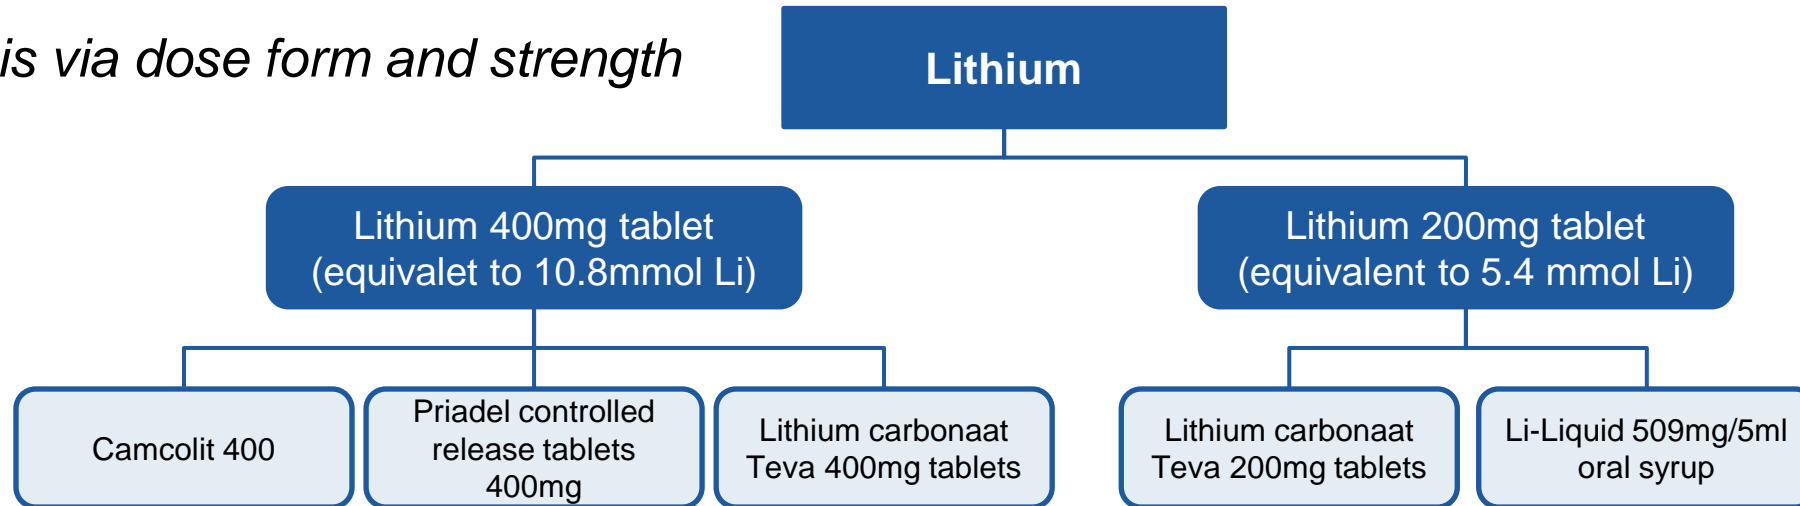 is via dose form and strength
Lithium
Lithium 400mg tablet
(equivalet to 10.8mmol Li)
Lithium 200mg tablet
(equivalent to 5.4 mmol Li)
Camcolit 400
Priadel controlled
release tablets
400mg
Lithium carbonaat
Teva 400mg tablets
Lithium carbonaat
Teva 200mg tablets
Li-Liquid 509mg/5ml
oral syrup